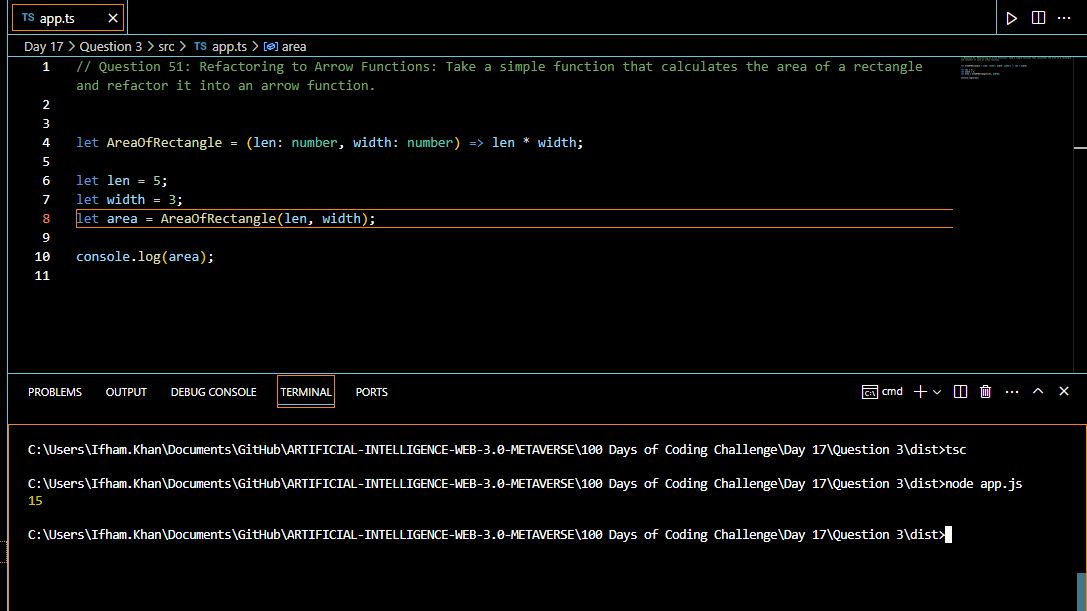 TS app.ts
Day 17 > Question 3 > src > TS app.ts > area
1 // Question 51: Refactoring to Arrow Functions: Take a simple function that calculates the area of a rectangle
and refactor it into an arrow function.
2
3
4 let AreaOfRectangle = (len: number, width: number) => len * width;
5
6 let len = 5;
7 let width = 3;
8 let area = AreaOfRectangle(len, width);
9
10 console.log(area);
11
PROBLEMS OUTPUT DEBUG CONSOLE TERMINAL PORTS cmd
C:\Users\Ifham.Khan\Documents\GitHub\ARTIFICIAL-INTELLIGENCE-WEB-3.0-METAVERSE\100 Days of Coding Challenge\Day 17\Question 3\dist>tsc
C:\Users\Ifham.Khan\Documents\GitHub\ARTIFICIAL-INTELLIGENCE-WEB-3.0-METAVERSE\100 Days of Coding Challenge\Day 17\Question 3\dist>node app.js
15
C:\Users\Ifham.Khan\Documents\GitHub\ARTIFICIAL-INTELLIGENCE-WEB-3.0-METAVERSE\100 Days of Coding Challenge\Day 17\Question 3\dist>